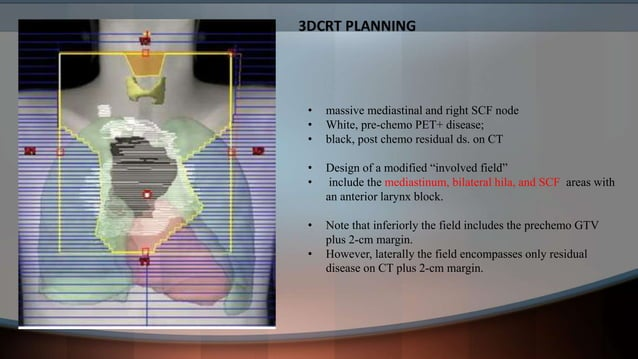 3DCRT PLANNING
• massive mediastinal and right SCF node
• White, pre-chemo PET+ disease;
• black, post chemo residual ds. on CT
• Design of a modified “involved field”
• include the mediastinum, bilateral hila, and SCF areas with
an anterior larynx block.
• Note that inferiorly the field includes the prechemo GTV
plus 2-cm margin.
• However, laterally the field encompasses only residual
disease on CT plus 2-cm margin.